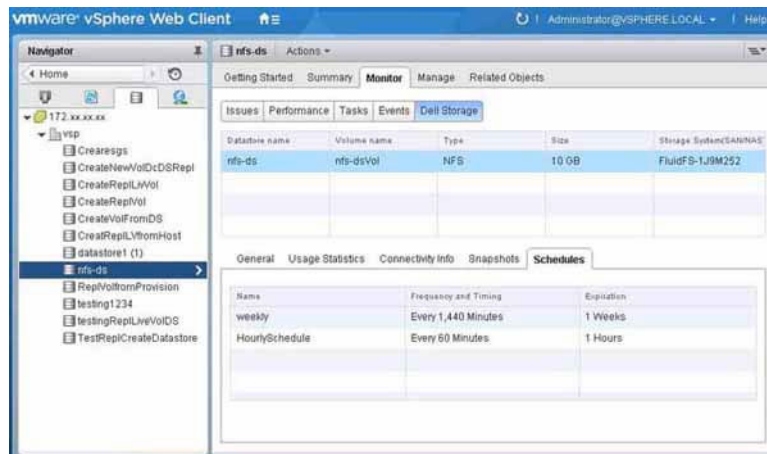 vmware® vSphere Web Client
Administrator@VSPHERE.LOCAL
Help
Navigator
Home
172.xx.xx.xx
vsp
Crearesgs
CreateNewVolDcDSRepl
CreateReplLiVVol
CreateReplVol
CreateVolFromDS
CreatReplLVfromHost
datastore1 (1)
nfs-ds
ReplVolfromProvision
testing1234
testingReplLiveVolDS
TestReplCreateDatastore
nfs-ds Actions
Getting Started Summary Monitor Manage Related Objects
Issues Performance Tasks Events Dell Storage
Datastore name Volume name Type Size Storage System(SAN/NAS
nfs-ds nfs-dsVol NFS 10 GB FluidFS-1J9M252
General Usage Statistics Connectivity Info Snapshots Schedules
Name Frequency and Timing Expiration
weekly Every 1,440 Minutes 1 Weeks
HourlySchedule Every 60 Minutes 1 Hours